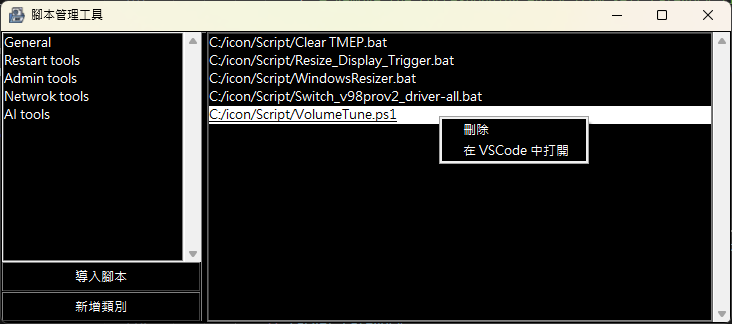 腳本管理工具
General
Restart tools
Admin tools
Netwrok tools
AI tools
導入腳本
新增類別
C:/icon/Script/Clear TMEP.bat
C:/icon/Script/Resize_Display_Trigger.bat
C:/icon/Script/WindowsResizer.bat
C:/icon/Script/Switch_v98prov2_driver-all.bat
C:/icon/Script/VolumeTune.ps1
刪除
在 VSCode 中打開